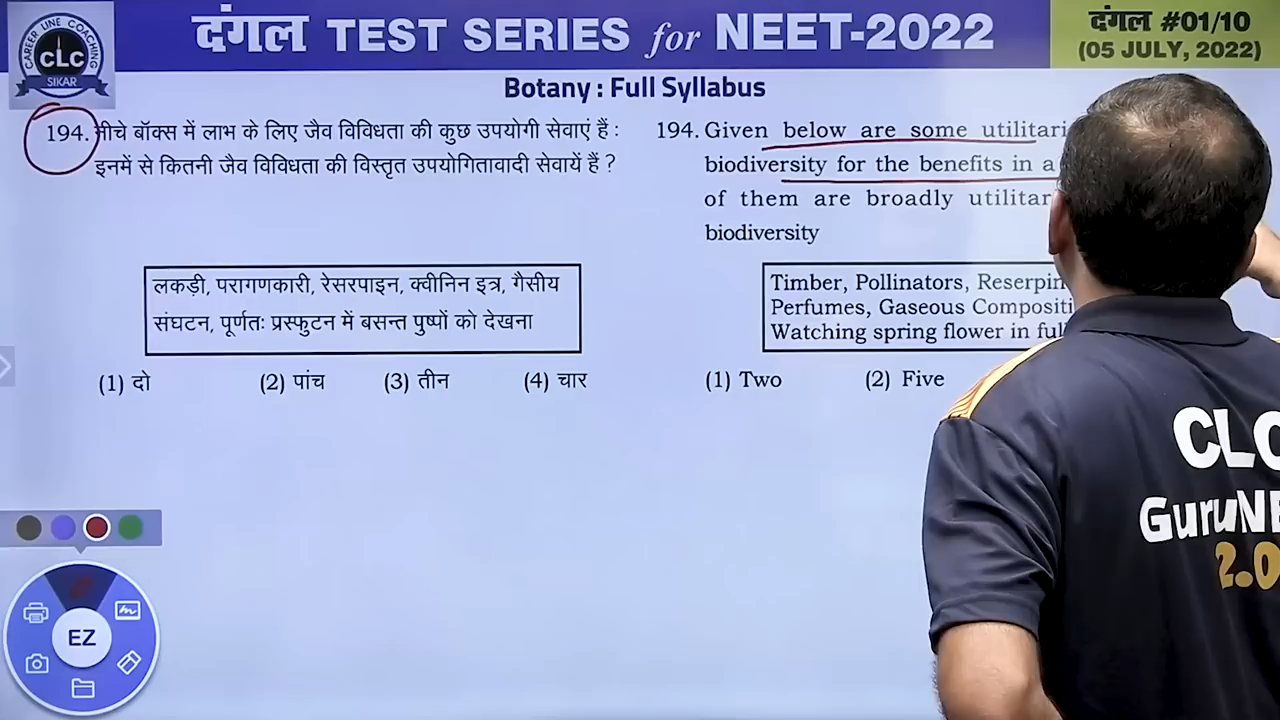 CAREER LINE COACHING
CLC
SIKAR
दंगल TEST SERIES for NEET-2022
दंगल #01/10
(05 JULY, 2022)
Botany : Full Syllabus
194. नीचे बॉक्स में लाभ के लिए जैव विविधता की कुछ उपयोगी सेवाएं हैं :
इनमें से कितनी जैव विविधता की विस्तृत उपयोगितावादी सेवायें हैं ?
लकड़ी, परागणकारी, रेसरपाइन, क्वीनिन इत्र, गैसीय
संघटन, पूर्णतः प्रस्फुटन में बसन्त पुष्पों को देखना
(1) दो (2) पांच (3) तीन (4) चार
194. Given below are some utilitari
biodiversity for the benefits in a
of them are broadly utilitar
biodiversity
Timber, Pollinators, Reserpin
Perfumes, Gaseous Compositi
Watching spring flower in ful
(1) Two (2) Five
EZ
CLC
GuruNE
2.0